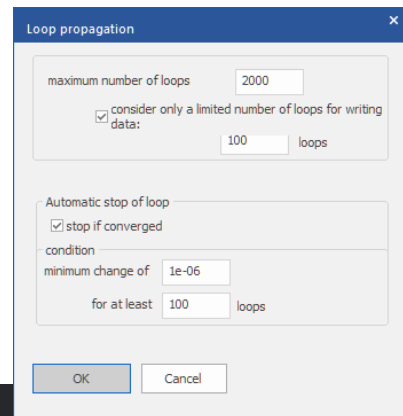 Loop propagation
maximum number of loops 2000
consider only a limited number of loops for writing
data:
100 loops
Automatic stop of loop
stop if converged
condition
minimum change of 1e-06
for at least 100 loops
OK Cancel